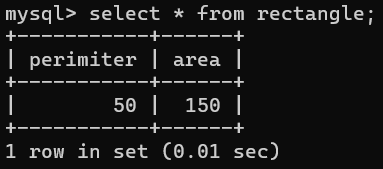 mysql> select * from rectangle;
+-----------+------+
| perimiter | area |
+-----------+------+
|        50 |  150 |
+-----------+------+
1 row in set (0.01 sec)